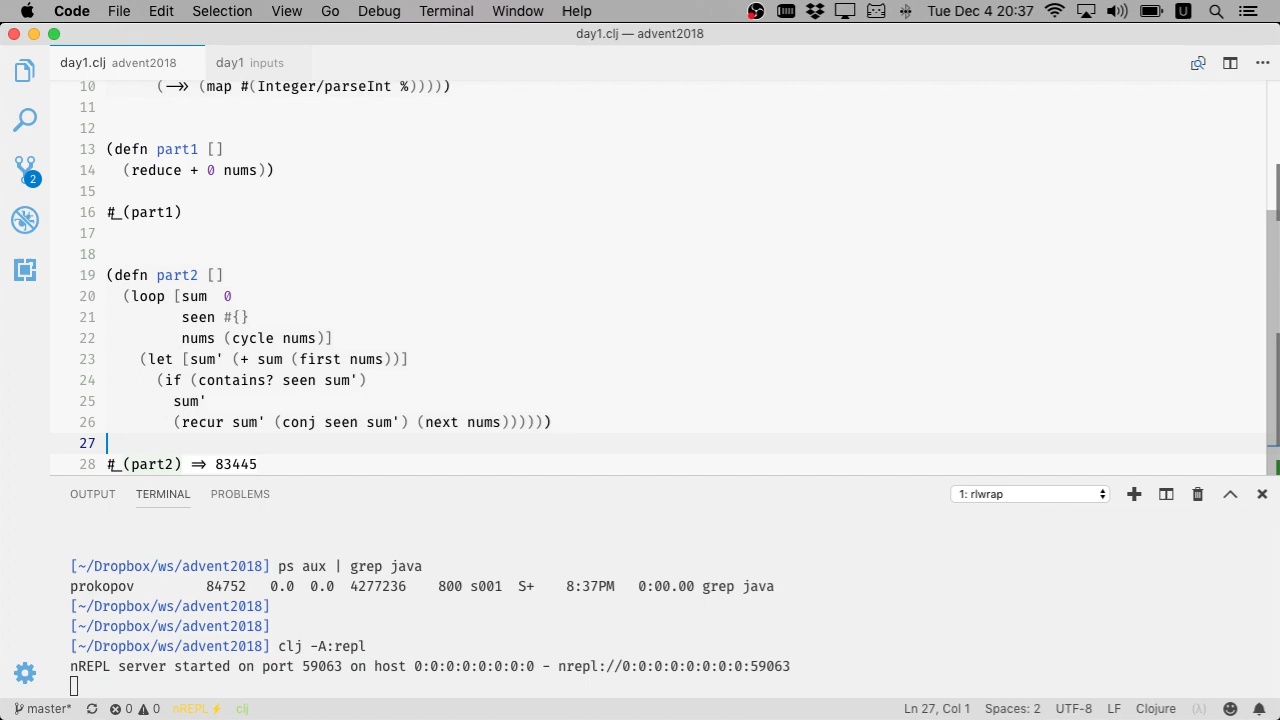 Code File Edit Selection View Go Debug Terminal Window Help Tue Dec 4 20:37 U
day1.clj — advent2018
day1.clj advent2018 day1 inputs
10 (->> (map #(Integer/parseInt %)))))
11
12
13 (defn part1 []
14 (reduce + 0 nums))
15
16 #_(part1)
17
18
19 (defn part2 []
20 (loop [sum 0
21 seen #{}
22 nums (cycle nums)]
23 (let [sum' (+ sum (first nums))]
24 (if (contains? seen sum')
25 sum'
26 (recur sum' (conj seen sum') (next nums)))))
27
28 #_(part2) => 83445
2
OUTPUT TERMINAL PROBLEMS 1: rlwrap
[~/Dropbox/ws/advent2018] ps aux | grep java
prokopov 84752 0.0 0.0 4277236 800 s001 S+ 8:37PM 0:00.00 grep java
[~/Dropbox/ws/advent2018]
[~/Dropbox/ws/advent2018]
[~/Dropbox/ws/advent2018] clj -A:repl
nREPL server started on port 59063 on host 0:0:0:0:0:0:0:0 - nrepl://0:0:0:0:0:0:0:0:59063
master* 0 0 nREPL⚡ clj Ln 27, Col 1 Spaces: 2 UTF-8 LF Clojure (λ)